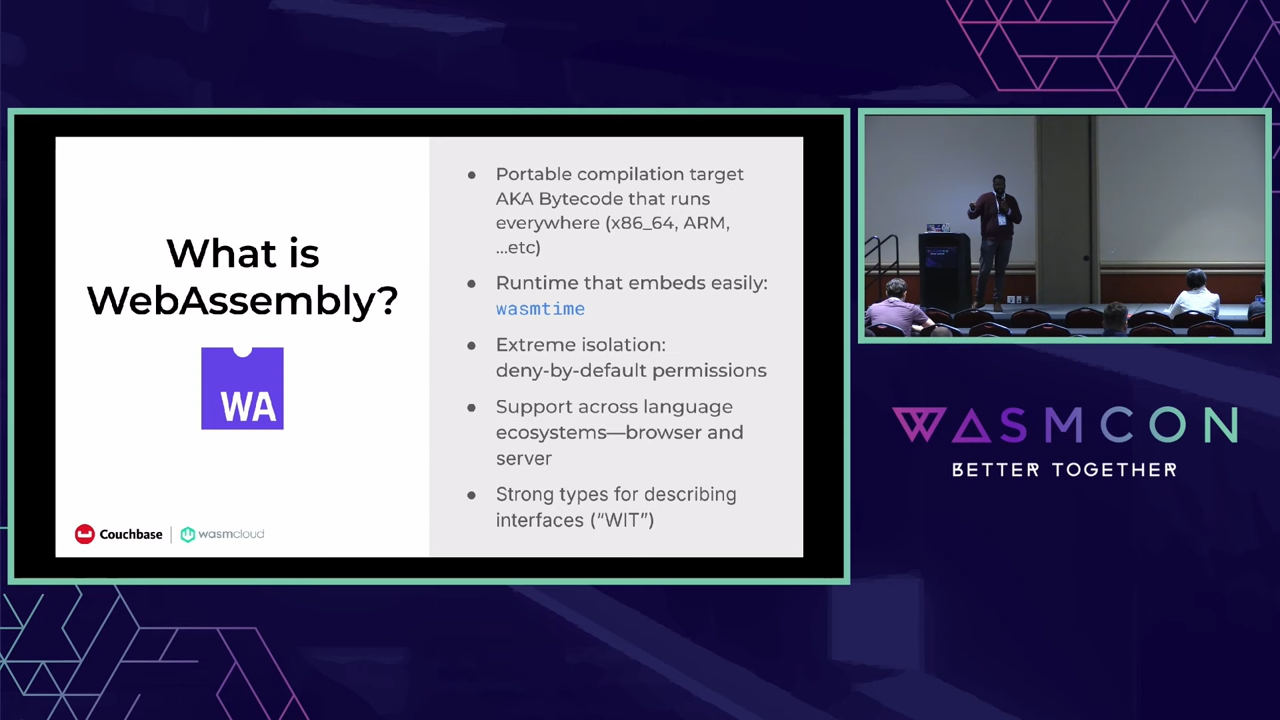 What is
WebAssembly?
WA
Couchbase
wasmcloud
● Portable compilation target
AKA Bytecode that runs
everywhere (x86_64, ARM,
...etc)
● Runtime that embeds easily:
wasmtime
● Extreme isolation:
deny-by-default permissions
● Support across language
ecosystems—browser and
server
● Strong types for describing
interfaces (“WIT”)
WASMCON
BETTER TOGETHER